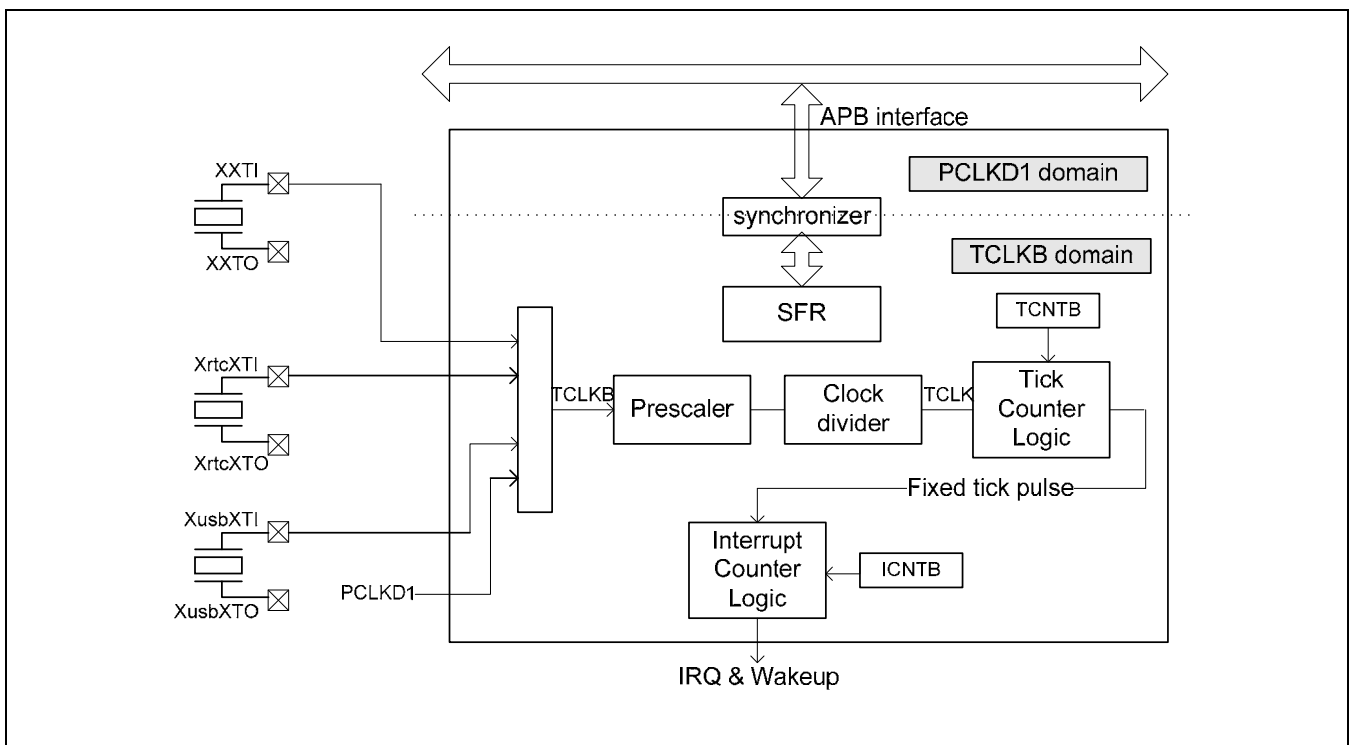 APB interface
XXTI
PCLKD1 domain
synchronizer
XXTO
TCLKB domain
SFR
TCNTB
XrtcXTI
TCLKB
Prescaler
Clock
divider
TCLK
Tick
Counter
Logic
XrtcXTO
Fixed tick pulse
XusbXTI
Interrupt
Counter
Logic
ICNTB
PCLKD1
XusbXTO
IRQ & Wakeup